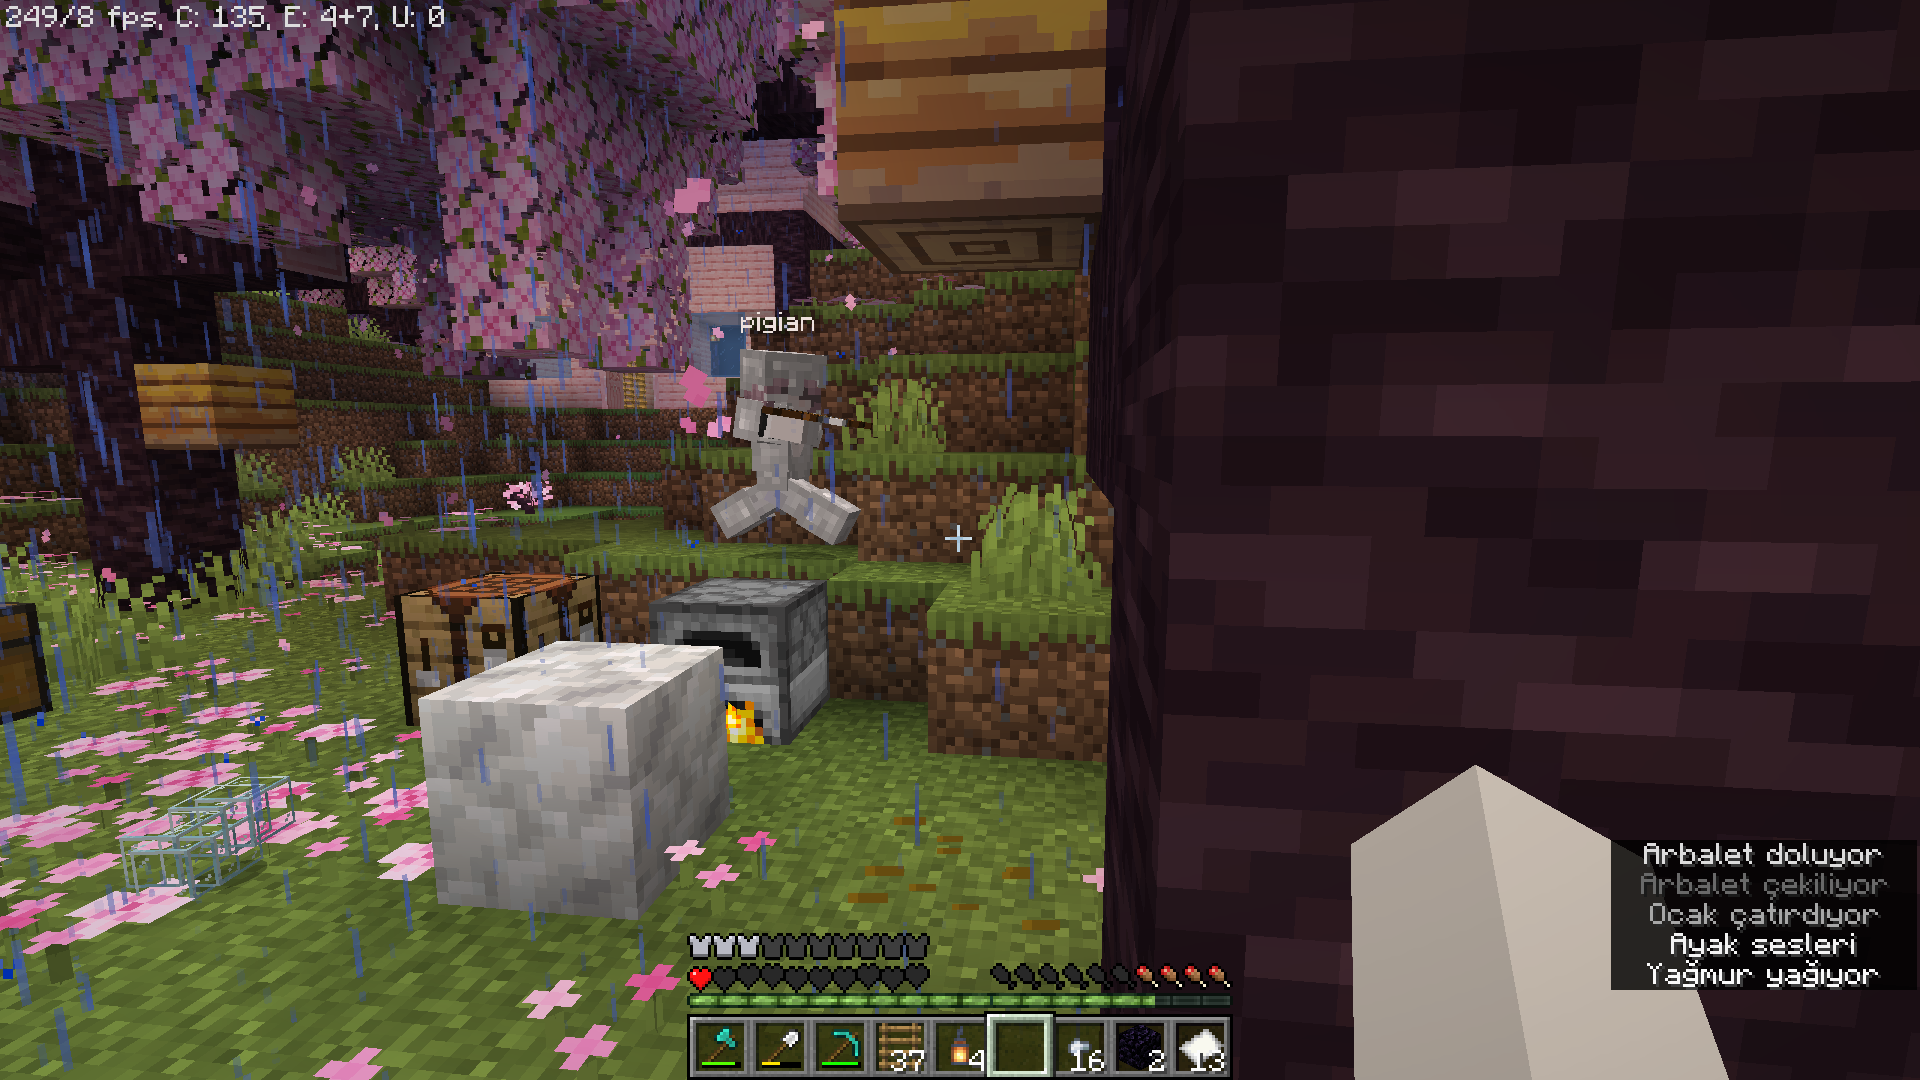 249/8 fps, C: 135, E: 4+7, U: 0
pigian
Arbalet doluyor
Arbalet çekiliyor
Ocak çatırdıyor
Ayak sesleri
Yağmur yağıyor
37
4
16
2
13